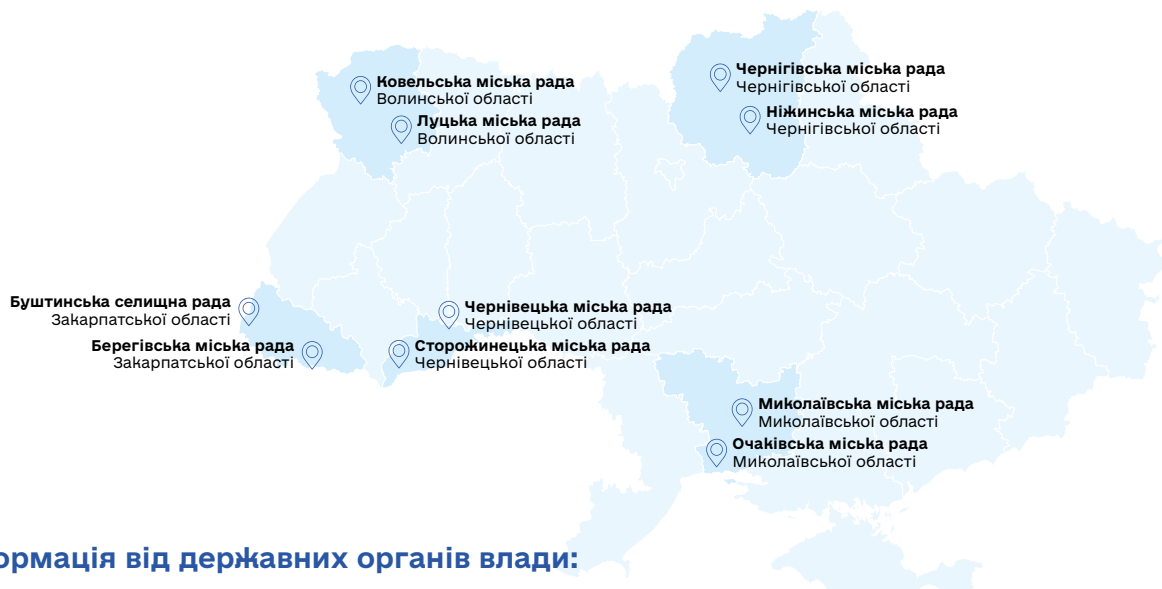 Чернігівська міська рада
Чернігівської області
Ковельська міська рада
Волинської області
Ніжинська міська рада
Чернігівської області
Луцька міська рада
Волинської області
Буштинська селищна рада
Закарпатської області
Чернівецька міська рада
Чернівецької області
Берегівська міська рада
Закарпатської області
Сторожинецька міська рада
Чернівецької області
Миколаївська міська рада
Миколаївської області
Очаківська міська рада
Миколаївської області
ормація від державних органів влади: